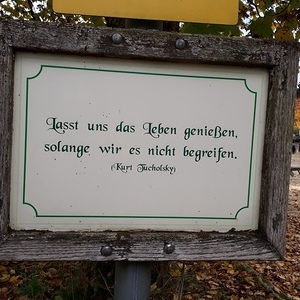 Lasst uns das Leben genießen,
solange wir es nicht begreifen.
(Kurt Tucholsky)